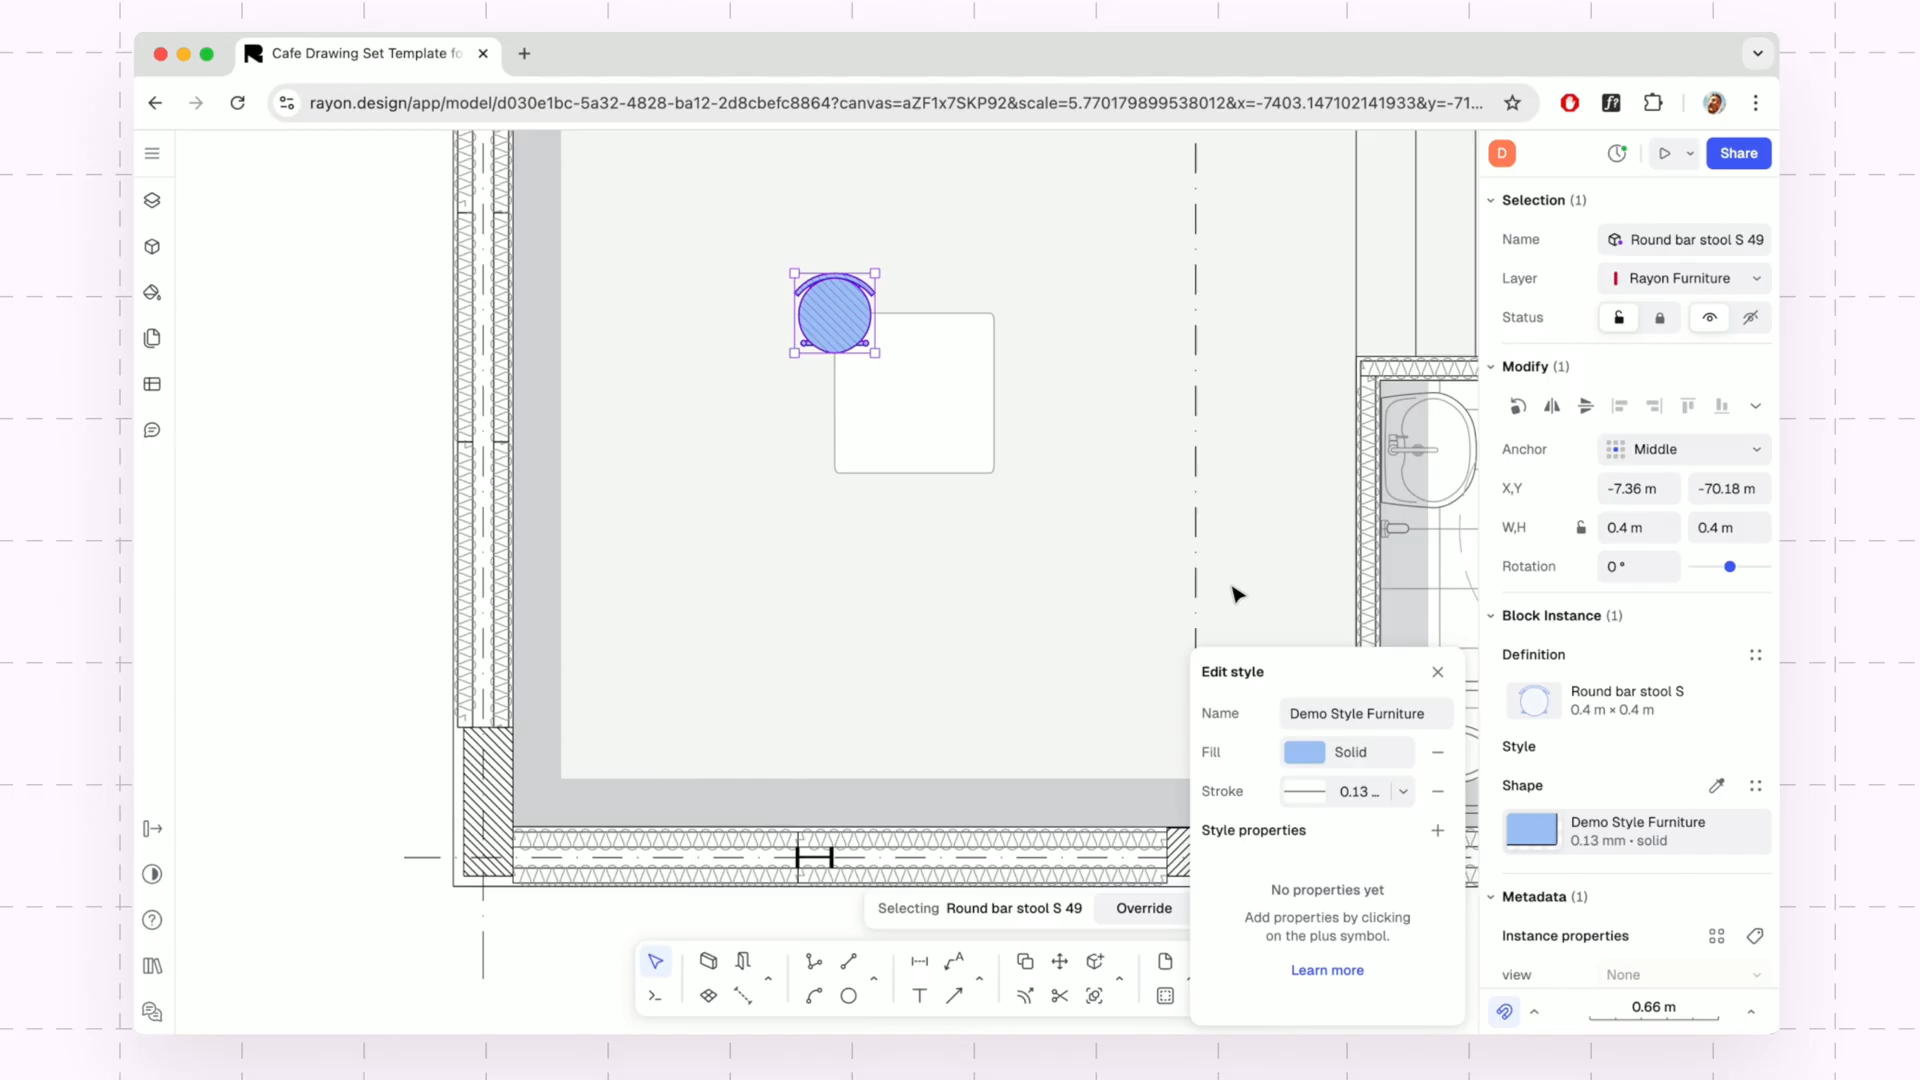 Cafe Drawing Set Template fo
rayon.design/app/model/d030e1bc-5a32-4828-ba12-2d8cbefc8864?canvas=aZF1x7SKP92&scale=5.770179899538012&x=-7403.147102141933&y=-71...
f?
D
Share
Selection (1)
Name
Round bar stool S 49
Layer
Rayon Furniture
Status
Modify (1)
Anchor
Middle
X,Y
-7.36 m
-70.18 m
W,H
0.4 m
0.4 m
Rotation
0 °
Block Instance (1)
Definition
Round bar stool S
0.4 m × 0.4 m
Style
Shape
Demo Style Furniture
0.13 mm • solid
Metadata (1)
Instance properties
view
None
0.66 m
Edit style
Name
Demo Style Furniture
Fill
Solid
Stroke
0.13 ...
Style properties
No properties yet
Add properties by clicking
on the plus symbol.
Learn more
Selecting Round bar stool S 49
Override